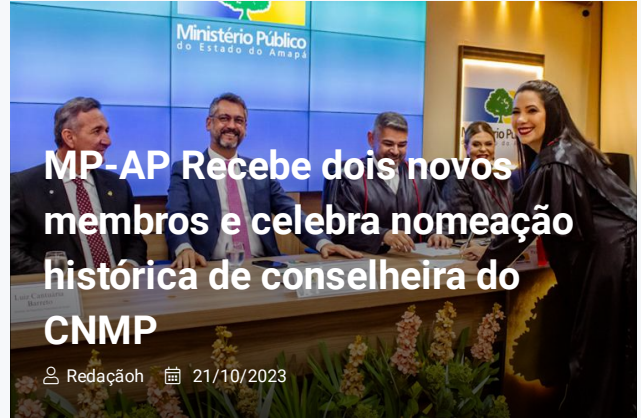 Ministério Público
do Estado do Amapá
MP-AP Recebe dois novos
membros e celebra nomeação
histórica de conselheira do
CNMP
Redaçãoh 21/10/2023